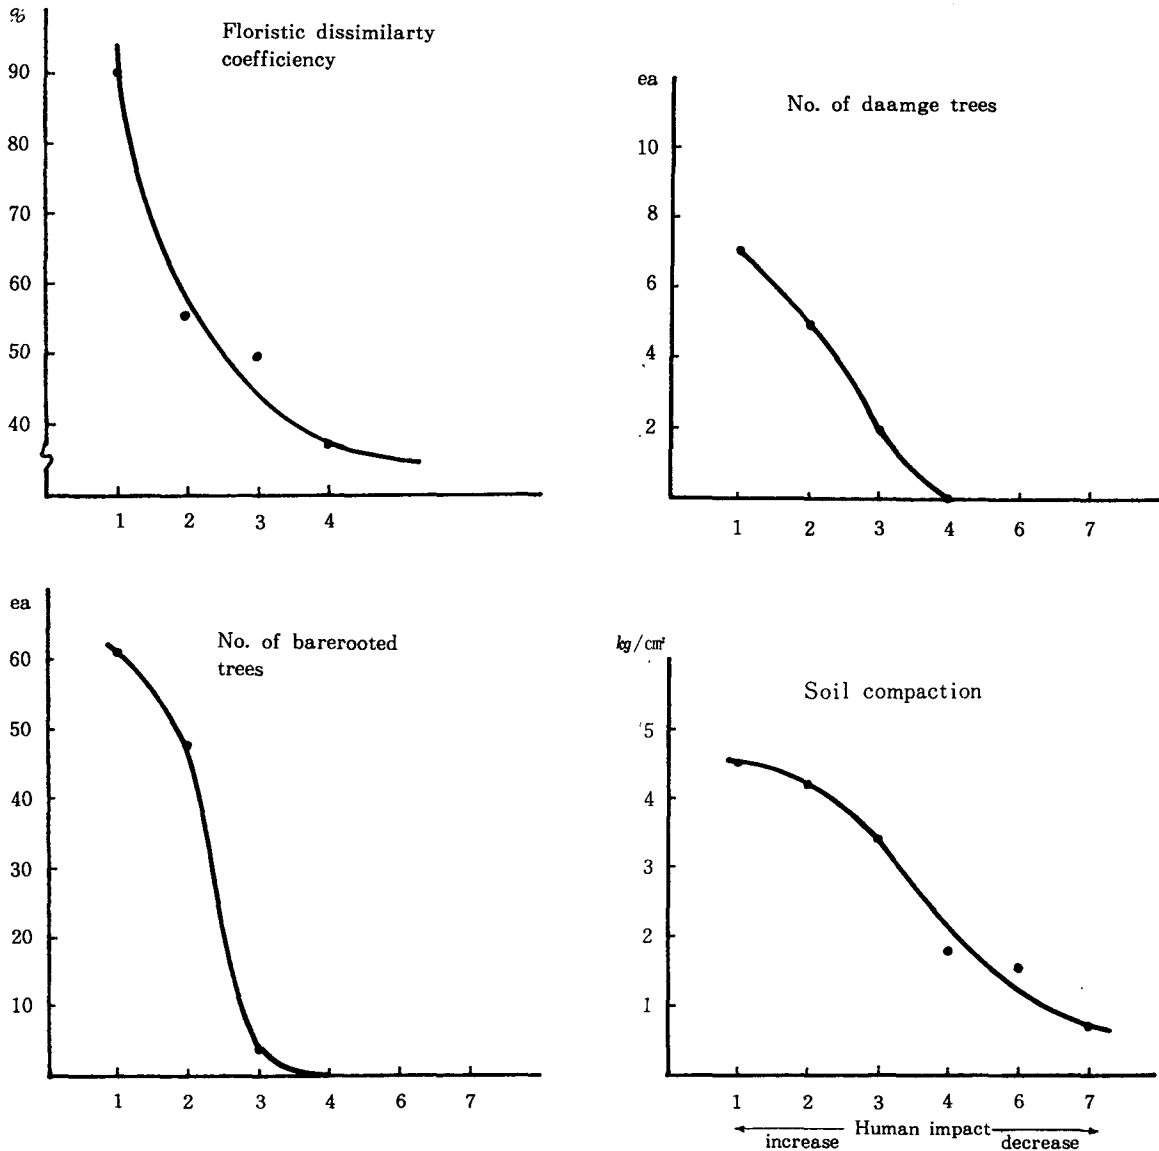 %
Floristic dissimilarty
coefficiency
90
80
70
60
50
40
1 2 3 4
ea
No. of daamge trees
10
8
6
4
2
1 2 3 4 6 7
ea
No. of barerooted
trees
60
50
40
30
20
10
1 2 3 4 6 7
kg/cm²
Soil compaction
5
4
3
2
1
1 2 3 4 6 7
Human impact
increase decrease